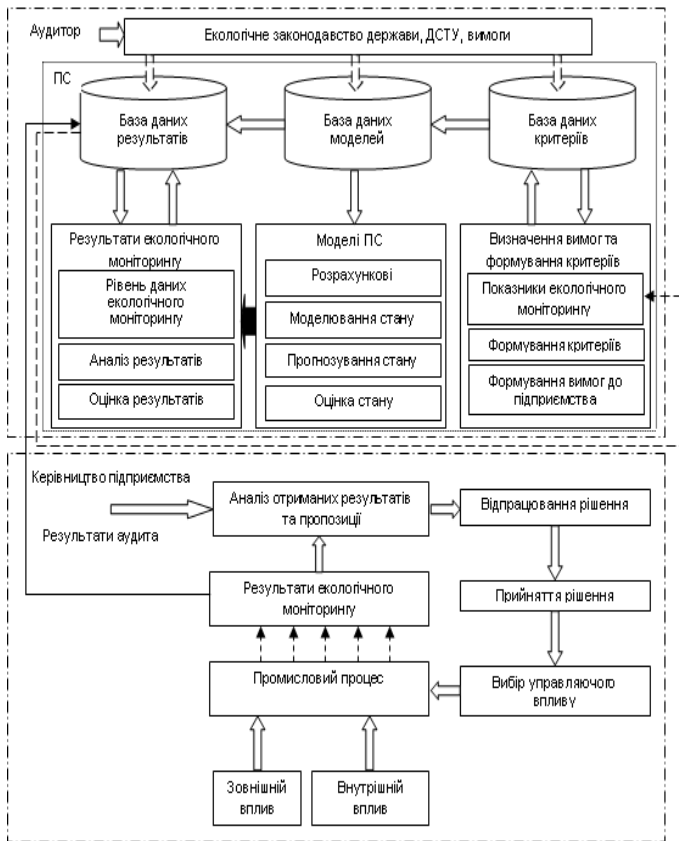 Аудитор
Екологічне законодавство держави, ДСТУ, вимоги
ПС
База даних
результатів
База даних
моделей
База даних
критеріїв
Результати екологічного
моніторингу
Рівень даних
екологічного
моніторингу
Аналіз результатів
Оцінка результатів
Моделі ПС
Розрахункові
Моделювання стану
Прогнозування стану
Оцінка стану
Визначення вимог та
формування критеріїв
Показники екологічного
моніторингу
Формування критеріїв
Формування вимог до
підприємства
Керівництво підприємства
Результати аудита
Аналіз отриманих результатів
та пропозиції
Відпрацювання рішення
Результати екологічного
моніторингу
Прийняття рішення
Промисловий процес
Вибір управляючого
впливу
Зовнішній
вплив
Внутрішній
вплив